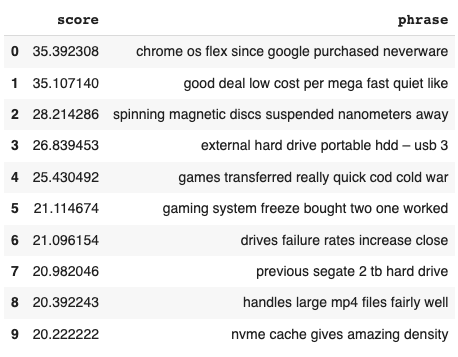 score phrase
0 35.392308 chrome os flex since google purchased neverware
1 35.107140 good deal low cost per mega fast quiet like
2 28.214286 spinning magnetic discs suspended nanometers away
3 26.839453 external hard drive portable hdd – usb 3
4 25.430492 games transferred really quick cod cold war
5 21.114674 gaming system freeze bought two one worked
6 21.096154 drives failure rates increase close
7 20.982046 previous segate 2 tb hard drive
8 20.392243 handles large mp4 files fairly well
9 20.222222 nvme cache gives amazing density